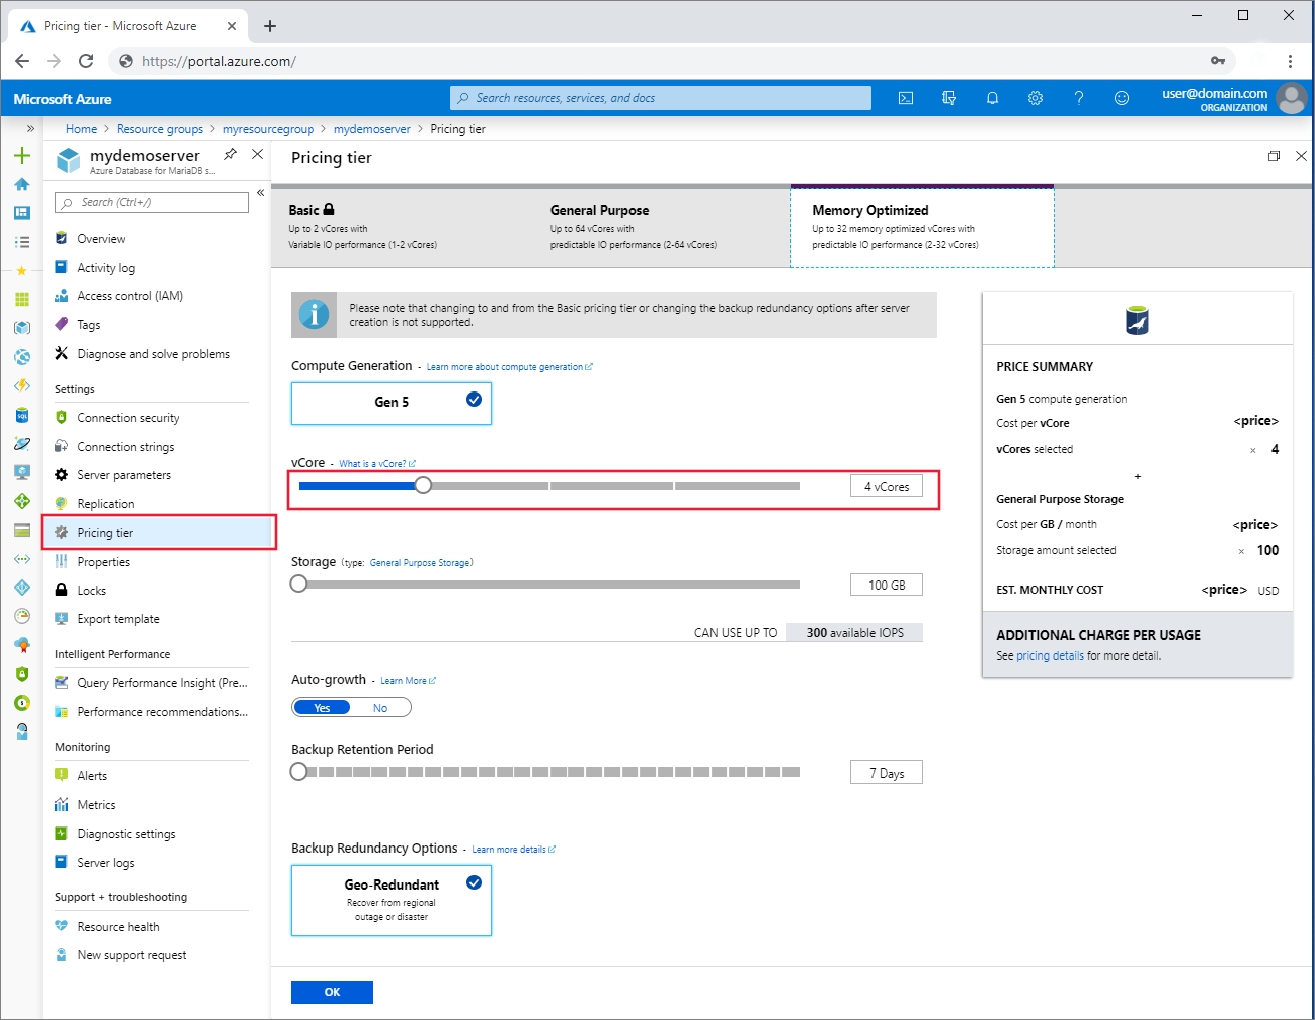 Pricing tier - Microsoft Azure
https://portal.azure.com/
Microsoft Azure
Search resources, services, and docs
user@domain.com
ORGANIZATION
Home > Resource groups > myresourcegroup > mydemoserver > Pricing tier
mydemoserver
Azure Database for MariaDB s...
Search (Ctrl+/)
Overview
Activity log
Access control (IAM)
Tags
Diagnose and solve problems
Settings
Connection security
Connection strings
Server parameters
Replication
Pricing tier
Properties
Locks
Export template
Intelligent Performance
Query Performance Insight (Pre...
Performance recommendations...
Monitoring
Alerts
Metrics
Diagnostic settings
Server logs
Support + troubleshooting
Resource health
New support request
Pricing tier
Basic
Up to 2 vCores with
Variable IO performance (1-2 vCores)
General Purpose
Up to 64 vCores with
predictable IO performance (2-64 vCores)
Memory Optimized
Up to 32 memory optimized vCores with
predictable IO performance (2-32 vCores)
Please note that changing to and from the Basic pricing tier or changing the backup redundancy options after server
creation is not supported.
Compute Generation - Learn more about compute generation
Gen 5
vCore - What is a vCore?
4 vCores
Storage (type: General Purpose Storage)
100 GB
CAN USE UP TO 300 available IOPS
Auto-growth - Learn More
Yes No
Backup Retention Period
7 Days
Backup Redundancy Options - Learn more details
Geo-Redundant
Recover from regional
outage or disaster
OK
PRICE SUMMARY
Gen 5 compute generation
Cost per vCore <price>
vCores selected × 4
+
General Purpose Storage
Cost per GB / month <price>
Storage amount selected × 100
EST. MONTHLY COST <price> USD
ADDITIONAL CHARGE PER USAGE
See pricing details for more detail.